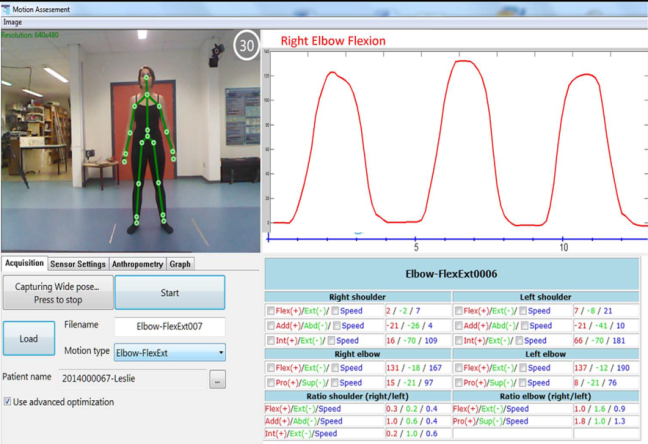 Motion Assesement
Image
Resolution 640x480
30
Right Elbow Flexion
140
120
100
80
60
40
20
0
5
10
Acquisition Sensor Settings Anthropometry Graph
Capturing Wide pose...
Press to stop
Start
Load
Filename
Elbow-FlexExt007
Motion type
Elbow-FlexExt
Patient name
2014000067-Leslie
...
Use advanced optimization
Elbow-FlexExt0006
Right shoulder Left shoulder
Flex(+)/Ext(-)/ Speed 2 / -2 / 7 Flex(+)/Ext(-)/ Speed 7 / -8 / 21
Add(+)/Abd(-)/ Speed -21 / -26 / 4 Add(+)/Abd(-)/ Speed -21 / -41 / 10
Int(+)/Ext(-)/ Speed 16 / -70 / 109 Int(+)/Ext(-)/ Speed 66 / -70 / 181
Right elbow Left elbow
Flex(+)/Ext(-)/ Speed 131 / -18 / 167 Flex(+)/Ext(-)/ Speed 137 / -12 / 190
Pro(+)/Sup(-)/ Speed 15 / -21 / 97 Pro(+)/Sup(-)/ Speed 8 / -21 / 76
Ratio shoulder (right/left) Ratio elbow (right/left)
Flex(+)/Ext(-)/Speed 0.3 / 0.2 / 0.4 Flex(+)/Ext(-)/Speed 1.0 / 1.6 / 0.9
Add(+)/Abd(-)/Speed 1.0 / 0.6 / 0.4 Pro(+)/Sup(-)/Speed 1.8 / 1.0 / 1.3
Int(+)/Ext(-)/Speed 0.2 / 1.0 / 0.6